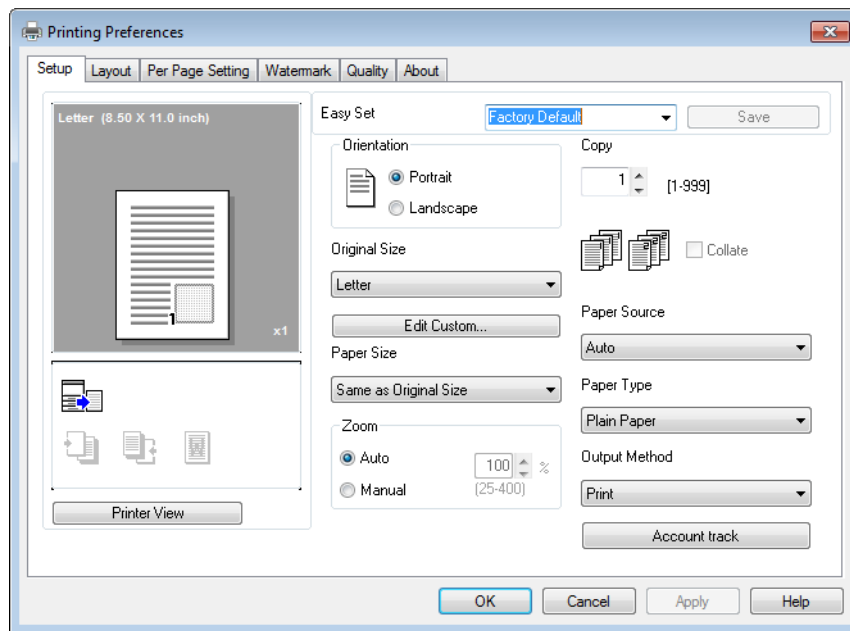 Printing Preferences
Setup
Layout
Per Page Setting
Watermark
Quality
About
Letter (8.50 X 11.0 inch)
1
x1
Printer View
Easy Set
Factory Default
Save
Orientation
Portrait
Landscape
Original Size
Letter
Edit Custom...
Paper Size
Same as Original Size
Zoom
Auto
100
%
Manual
(25-400)
Copy
1
[1-999]
Collate
Paper Source
Auto
Paper Type
Plain Paper
Output Method
Print
Account track
OK
Cancel
Apply
Help